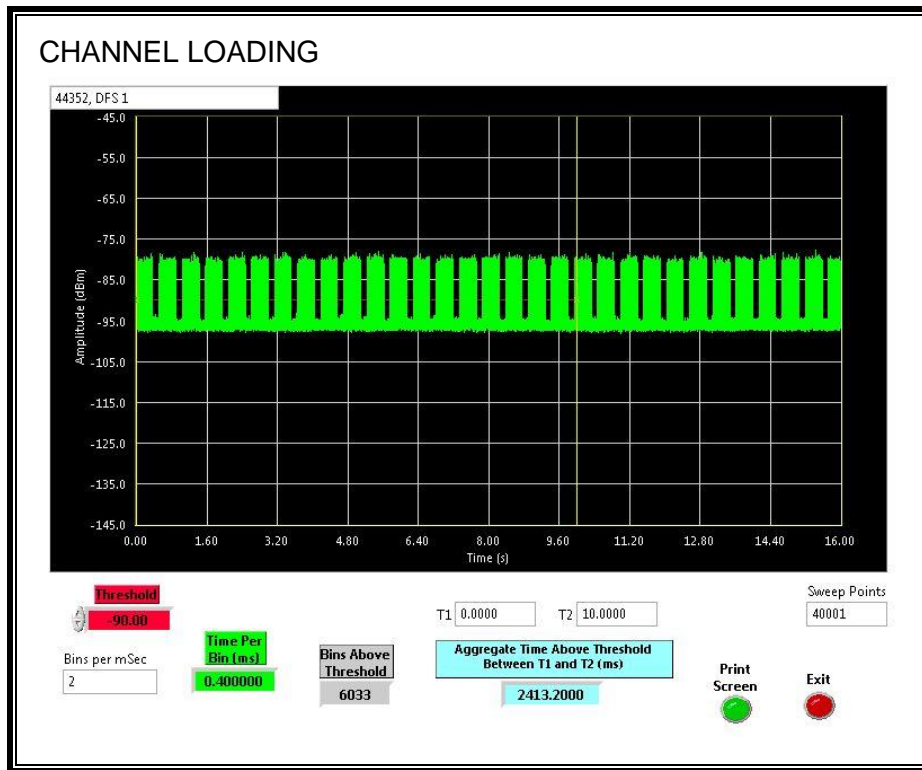 CHANNEL LOADING
44352, DFS 1
-45.0
-55.0
-65.0
-75.0
-85.0
-95.0
-105.0
-115.0
-125.0
-135.0
-145.0
Amplitude (dBm)
0.00 1.60 3.20 4.80 6.40 8.00 9.60 11.20 12.80 14.40 16.00
Time (s)
Threshold
-90.00
Bins per mSec
2
Time Per
Bin (ms)
0.400000
Bins Above
Threshold
6033
T1 0.0000 T2 10.0000
Aggregate Time Above Threshold
Between T1 and T2 (ms)
2413.2000
Sweep Points
40001
Print
Screen
Exit